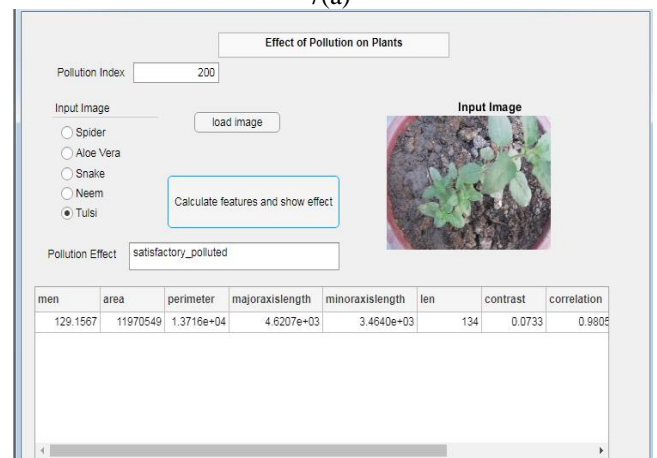 7(a)
Effect of Pollution on Plants
Pollution Index 200
Input Image
load image
Input Image
Spider
Aloe Vera
Snake
Neem
Tulsi
Calculate features and show effect
Pollution Effect satisfactory_polluted
men area perimeter majoraxislength minoraxislength len contrast correlation
129.1567 11970549 1.3716e+04 4.6207e+03 3.4640e+03 134 0.0733 0.9805